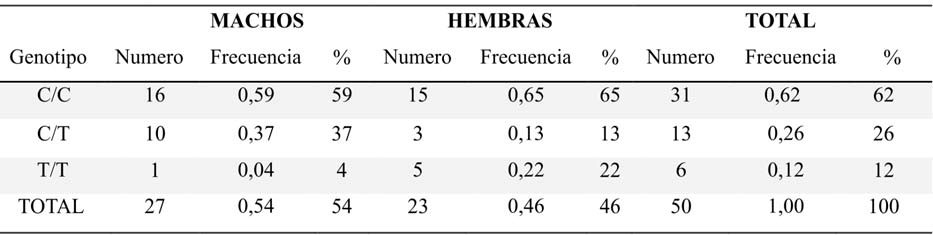 MACHOS HEMBRAS TOTAL
Genotipo Numero Frecuencia % Numero Frecuencia % Numero Frecuencia %
C/C 16 0,59 59 15 0,65 65 31 0,62 62
C/T 10 0,37 37 3 0,13 13 13 0,26 26
T/T 1 0,04 4 5 0,22 22 6 0,12 12
TOTAL 27 0,54 54 23 0,46 46 50 1,00 100